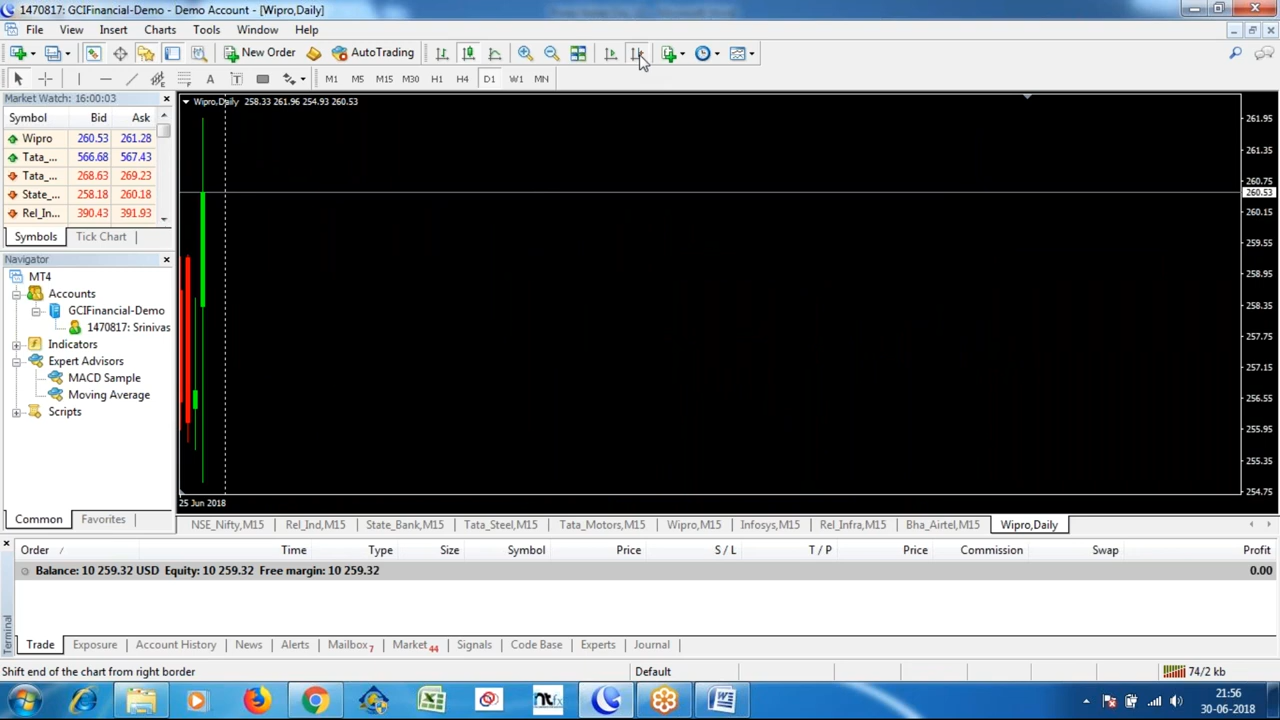 1470817: GCIFinancial-Demo - Demo Account - [Wipro,Daily]
File View Insert Charts Tools Window Help
New Order AutoTrading
A T M1 M5 M15 M30 H1 H4 D1 W1 MN
Market Watch: 16:00:03
Symbol Bid Ask
Wipro 260.53 261.28
Tata_... 566.68 567.43
Tata_... 268.63 269.23
State_... 258.18 260.18
Rel_In... 390.43 391.93
Symbols Tick Chart
Navigator
MT4
Accounts
GCIFinancial-Demo
1470817: Srinivas
Indicators
Expert Advisors
MACD Sample
Moving Average
Scripts
Common Favorites
Wipro,Daily 258.33 261.96 254.93 260.53
261.95
261.35
260.75
260.53
260.15
259.55
258.95
258.35
257.75
257.15
256.55
255.95
255.35
254.75
25 Jun 2018
NSE_Nifty,M15 Rel_Ind,M15 State_Bank,M15 Tata_Steel,M15 Tata_Motors,M15 Wipro,M15 Infosys,M15 Rel_Infra,M15 Bha_Airtel,M15 Wipro,Daily
Order / Time Type Size Symbol Price S / L T / P Price Commission Swap Profit
Balance: 10 259.32 USD Equity: 10 259.32 Free margin: 10 259.32 0.00
Terminal
Trade Exposure Account History News Alerts Mailbox 7 Market 44 Signals Code Base Experts Journal
Shift end of the chart from right border Default 74/2 kb
ntfx
21:56
30-06-2018